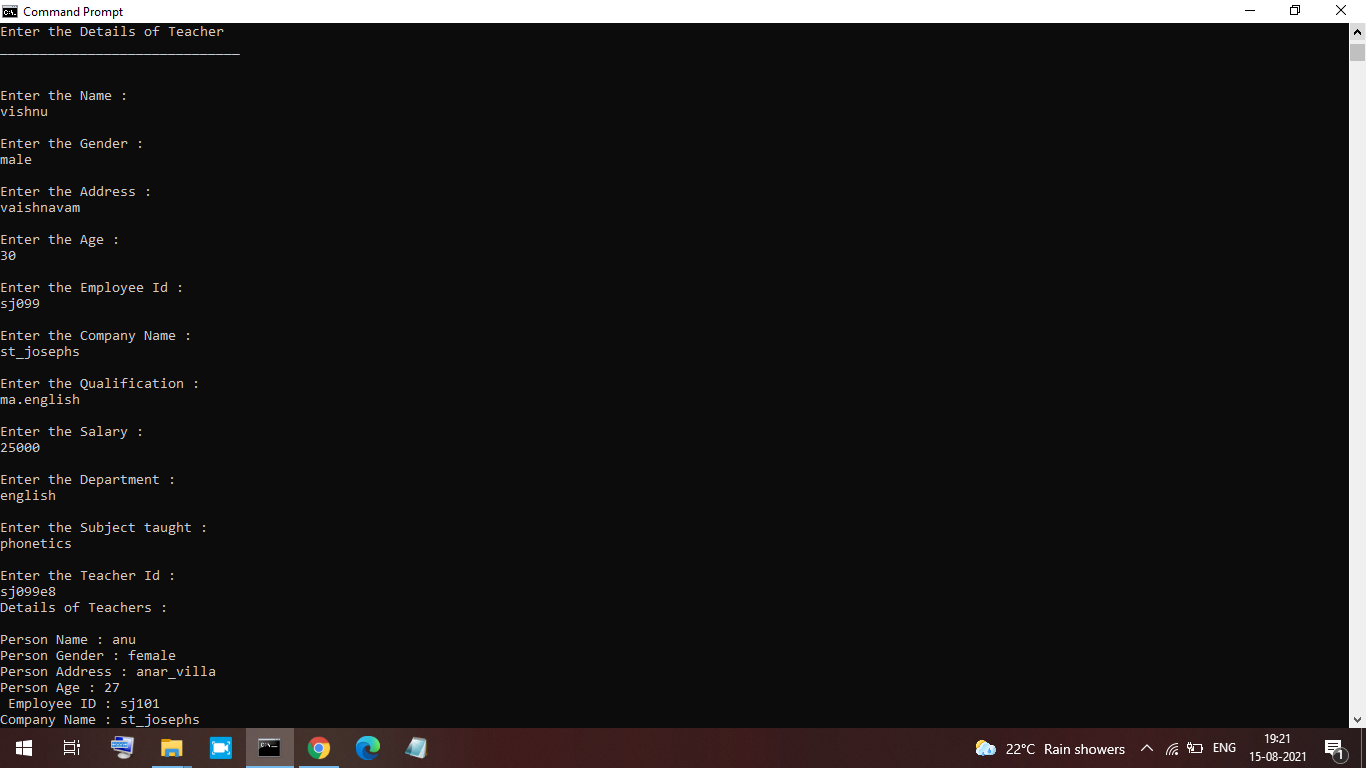 Command Prompt
Enter the Details of Teacher
______________________________
Enter the Name :
vishnu
Enter the Gender :
male
Enter the Address :
vaishnavam
Enter the Age :
30
Enter the Employee Id :
sj099
Enter the Company Name :
st_josephs
Enter the Qualification :
ma.english
Enter the Salary :
25000
Enter the Department :
english
Enter the Subject taught :
phonetics
Enter the Teacher Id :
sj099e8
Details of Teachers :
Person Name : anu
Person Gender : female
Person Address : anar_villa
Person Age : 27
Employee ID : sj101
Company Name : st_josephs
22°C Rain showers ENG
19:21
15-08-2021
1